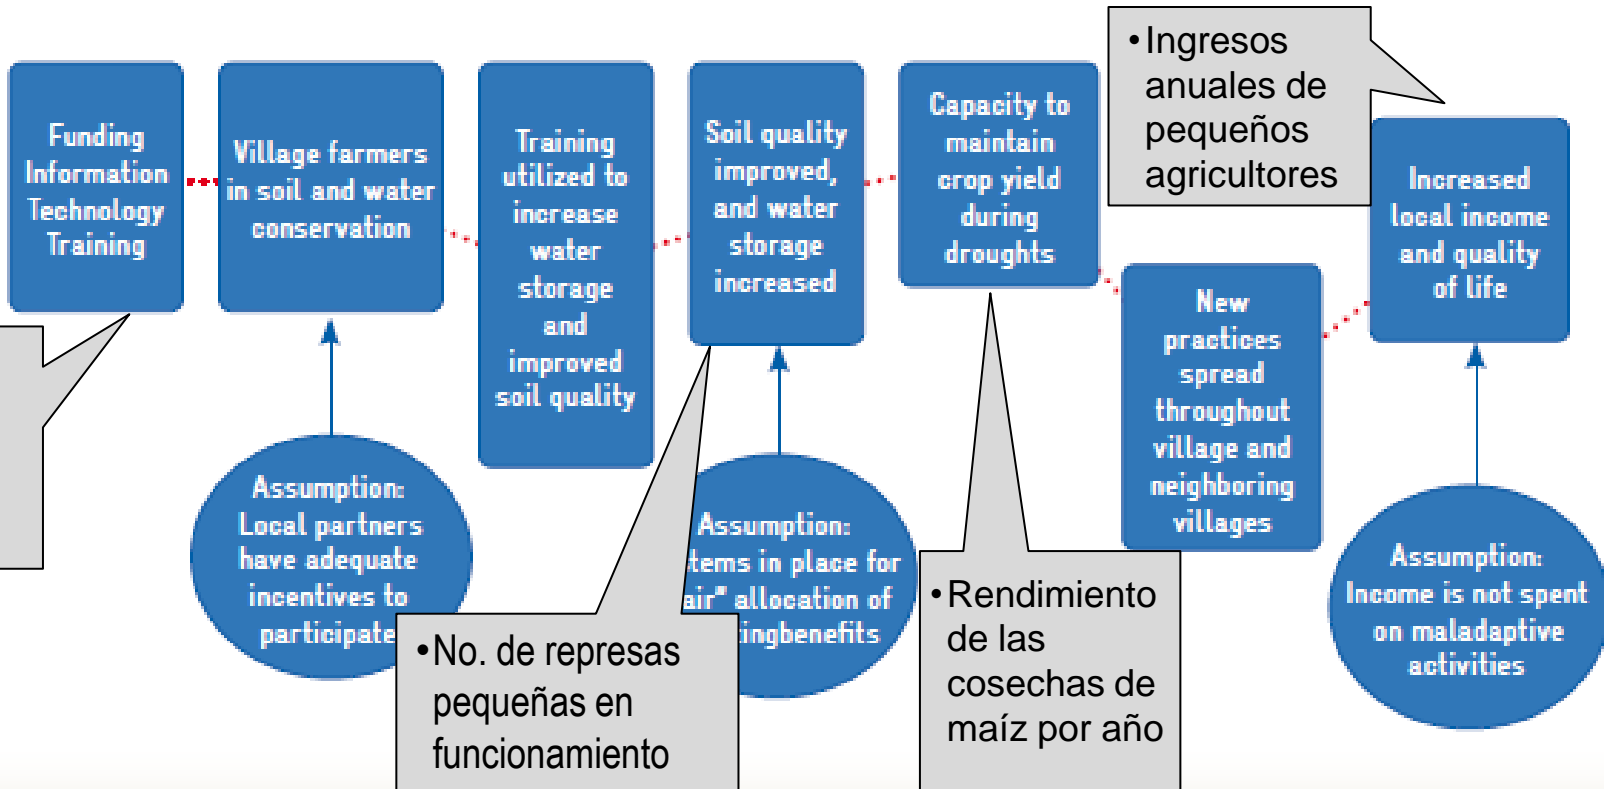 Funding
Information
Technology
Training
Village farmers
in soil and water
conservation
Training
utilized to
increase
water
storage
and
improved
soil quality
Soil quality
improved,
and water
storage
increased
Capacity to
maintain
crop yield
during
droughts
New
practices
spread
throughout
village and
neighboring
villages
Increased
local income
and quality
of life
•Ingresos
anuales de
pequeños
agricultores
Assumption:
Local partners
have adequate
incentives to
participate
•No. de represas
pequeñas en
funcionamiento
Assumption:
tems in place for
air" allocation of
ingbenefits
•Rendimiento
de las
cosechas de
maíz por año
Assumption:
Income is not spent
on maladaptive
activities